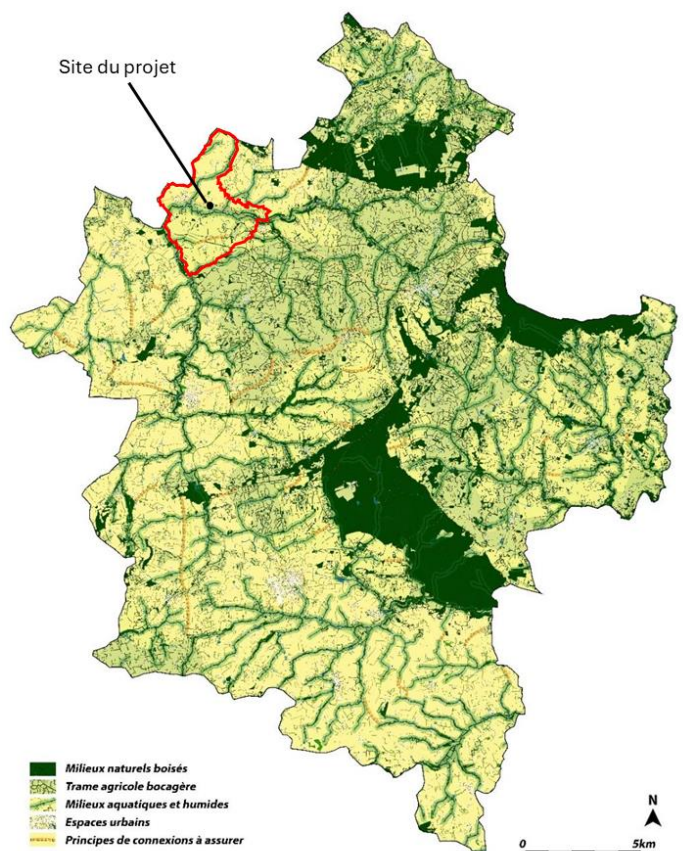 Site du projet
Milieux naturels boisés
Trame agricole bocagère
Milieux aquatiques et humides
Espaces urbains
Principes de connexions à assurer
N
0 5km